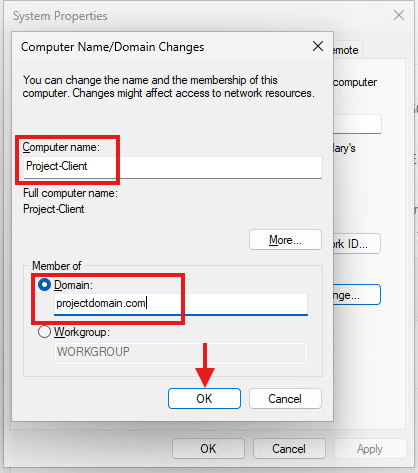 System Properties
Computer Name/Domain Changes
emote
You can change the name and the membership of this
computer. Changes might affect access to network resources.
computer
Computer name:
Project-Client
ary's
Full computer name:
Project-Client
More...
rk ID...
Member of
Domain:
nge...
projectdomain.com
Workgroup:
WORKGROUP
OK
Cancel
OK
Cancel
Apply